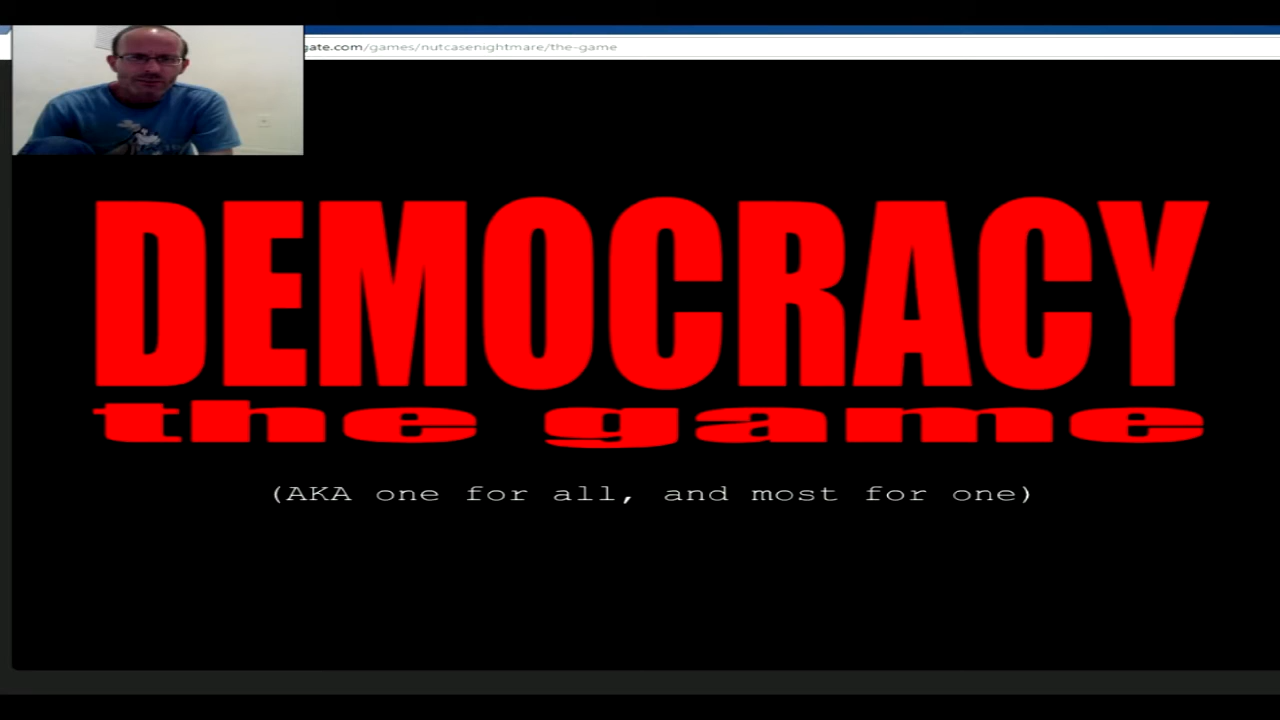 gate.com/games/nutcasenightmare/the-game
DEMOCRACY
the game
(AKA one for all, and most for one)